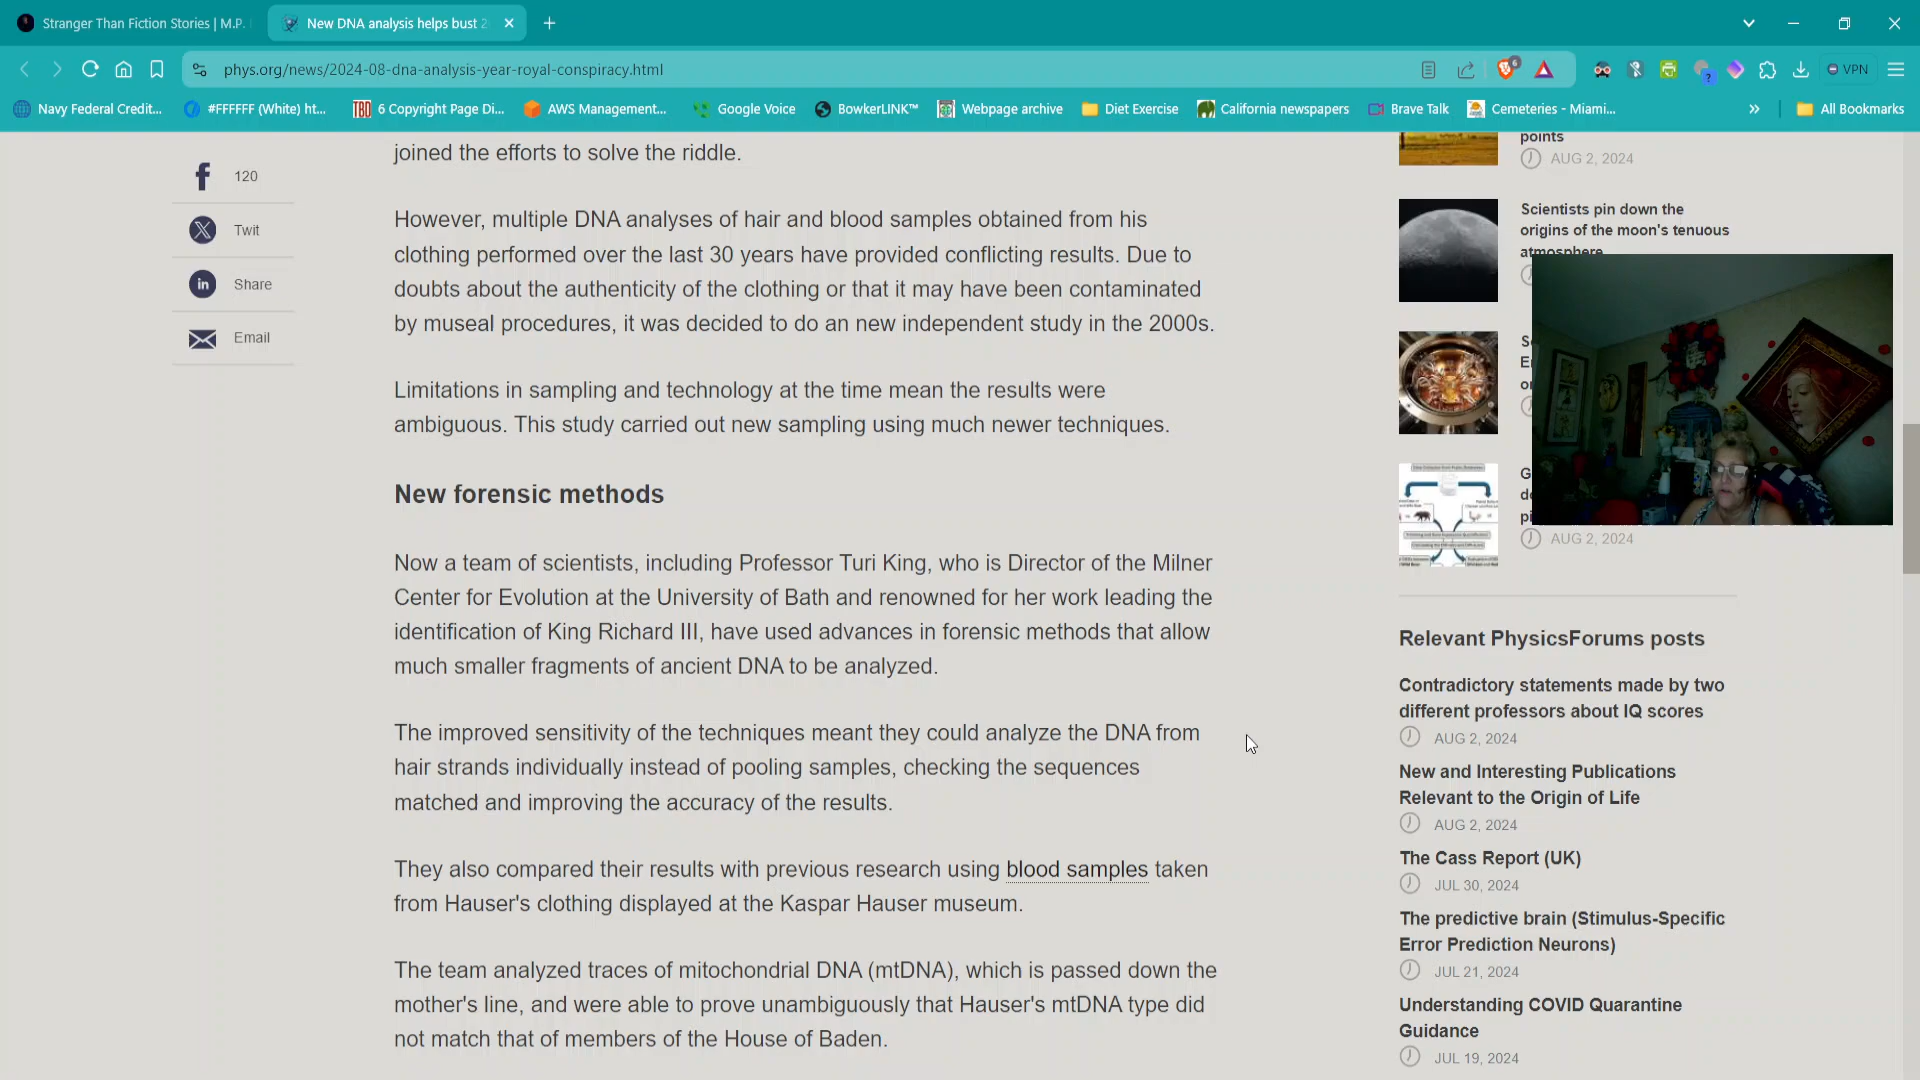 Stranger Than Fiction Stories | M.P.
New DNA analysis helps bust 2
phys.org/news/2024-08-dna-analysis-year-royal-conspiracy.html
6
?
VPN
Navy Federal Credit...
#FFFFFF (White) ht...
TBD
6 Copyright Page Di...
AWS Management...
Google Voice
BowkerLINK™
Webpage archive
Diet Exercise
California newspapers
Brave Talk
Cemeteries - Miami...
All Bookmarks
120
Twit
Share
Email
joined the efforts to solve the riddle.
However, multiple DNA analyses of hair and blood samples obtained from his
clothing performed over the last 30 years have provided conflicting results. Due to
doubts about the authenticity of the clothing or that it may have been contaminated
by museal procedures, it was decided to do an new independent study in the 2000s.
Limitations in sampling and technology at the time mean the results were
ambiguous. This study carried out new sampling using much newer techniques.
New forensic methods
Now a team of scientists, including Professor Turi King, who is Director of the Milner
Center for Evolution at the University of Bath and renowned for her work leading the
identification of King Richard III, have used advances in forensic methods that allow
much smaller fragments of ancient DNA to be analyzed.
The improved sensitivity of the techniques meant they could analyze the DNA from
hair strands individually instead of pooling samples, checking the sequences
matched and improving the accuracy of the results.
They also compared their results with previous research using blood samples taken
from Hauser's clothing displayed at the Kaspar Hauser museum.
The team analyzed traces of mitochondrial DNA (mtDNA), which is passed down the
mother's line, and were able to prove unambiguously that Hauser's mtDNA type did
not match that of members of the House of Baden.
points
AUG 2, 2024
Scientists pin down the
origins of the moon's tenuous
atmosphere
AUG 2, 2024
Relevant PhysicsForums posts
Contradictory statements made by two
different professors about IQ scores
AUG 2, 2024
New and Interesting Publications
Relevant to the Origin of Life
AUG 2, 2024
The Cass Report (UK)
JUL 30, 2024
The predictive brain (Stimulus-Specific
Error Prediction Neurons)
JUL 21, 2024
Understanding COVID Quarantine
Guidance
JUL 19, 2024